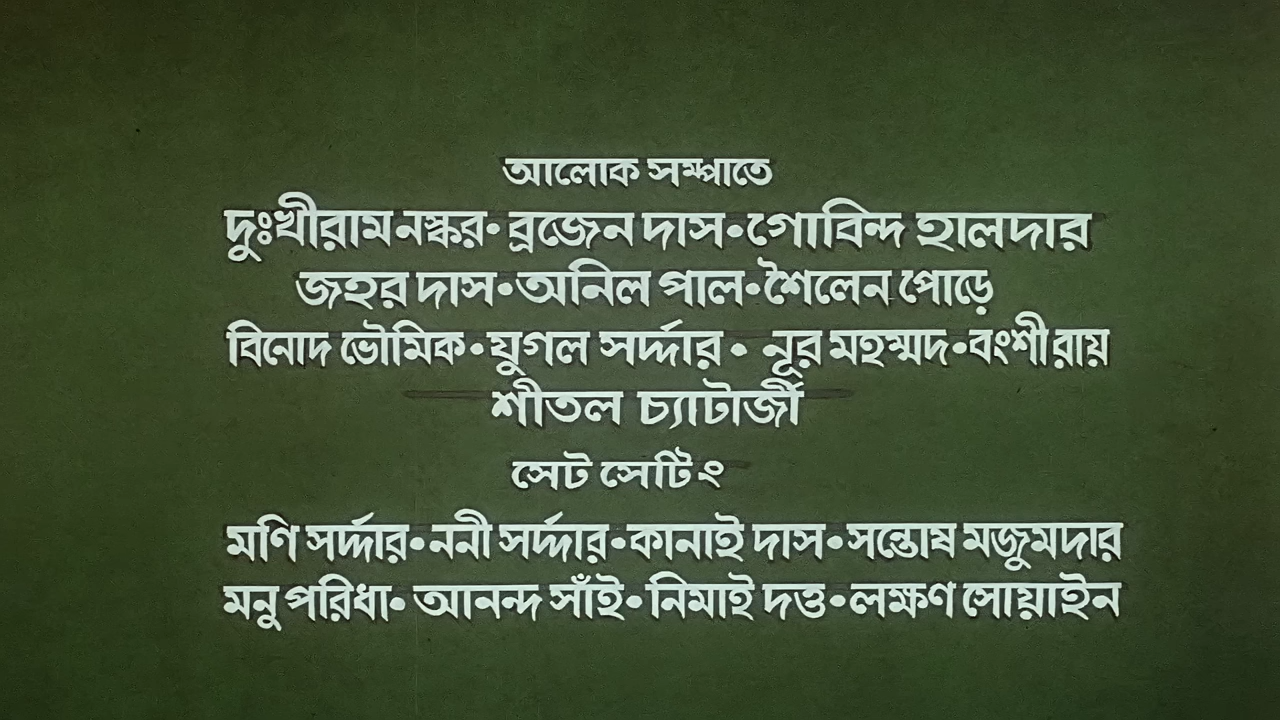 আলোক সম্পাতে
দুঃখীরাম নস্কর• ব্রজেন দাস•গোবিন্দ হালদার
জহর দাস•অনিল পাল•শৈলেন পোড়ে
বিনোদ ভৌমিক•যুগল সর্দ্দার • নূর মহম্মদ•বংশী রায়
শীতল চ্যাটার্জী
সেট সেটিং
মণি সর্দ্দার•ননী সর্দ্দার•কানাই দাস•সন্তোষ মজুমদার
মনু পরিধা• আনন্দ সাঁই•নিমাই দত্ত•লক্ষণ সোয়াইন